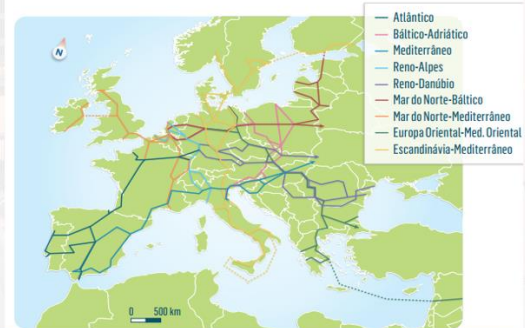 Atlântico
Báltico-Adriático
Mediterrâneo
Reno-Alpes
Reno-Danúbio
Mar do Norte-Báltico
Mar do Norte-Mediterrâneo
Europa Oriental-Med. Oriental
Escandinávia-Mediterrâneo
N
0 500 km